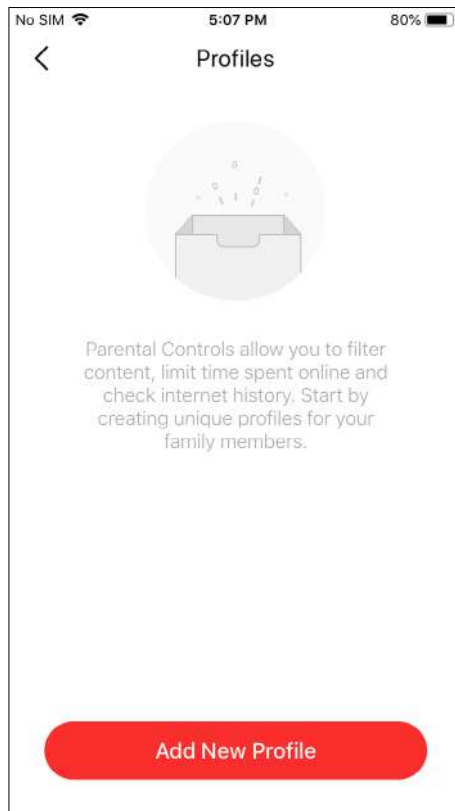 No SIM 5:07 PM 80%
Profiles
Parental Controls allow you to filter
content, limit time spent online and
check internet history. Start by
creating unique profiles for your
family members.
Add New Profile